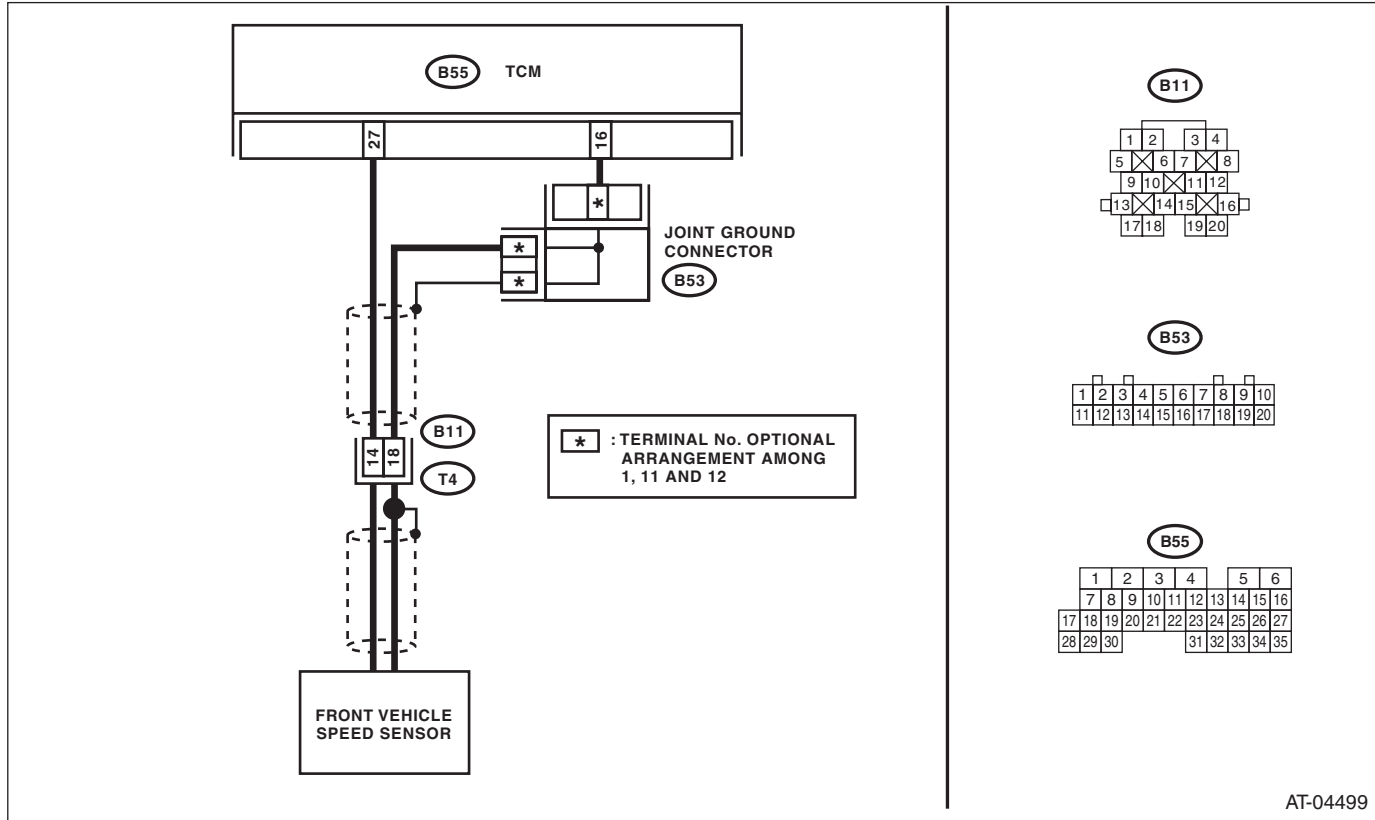 B55 TCM
27 16
*
*
*
JOINT GROUND
CONNECTOR
B53
B11
14 18
T4
* : TERMINAL No. OPTIONAL
ARRANGEMENT AMONG
1, 11 AND 12
FRONT VEHICLE
SPEED SENSOR
B11
1 2 3 4
5 6 7 8
9 10 11 12
13 14 15 16
17 18 19 20
B53
1 2 3 4 5 6 7 8 9 10
11 12 13 14 15 16 17 18 19 20
B55
1 2 3 4 5 6
7 8 9 10 11 12 13 14 15 16
17 18 19 20 21 22 23 24 25 26 27
28 29 30 31 32 33 34 35
AT-04499